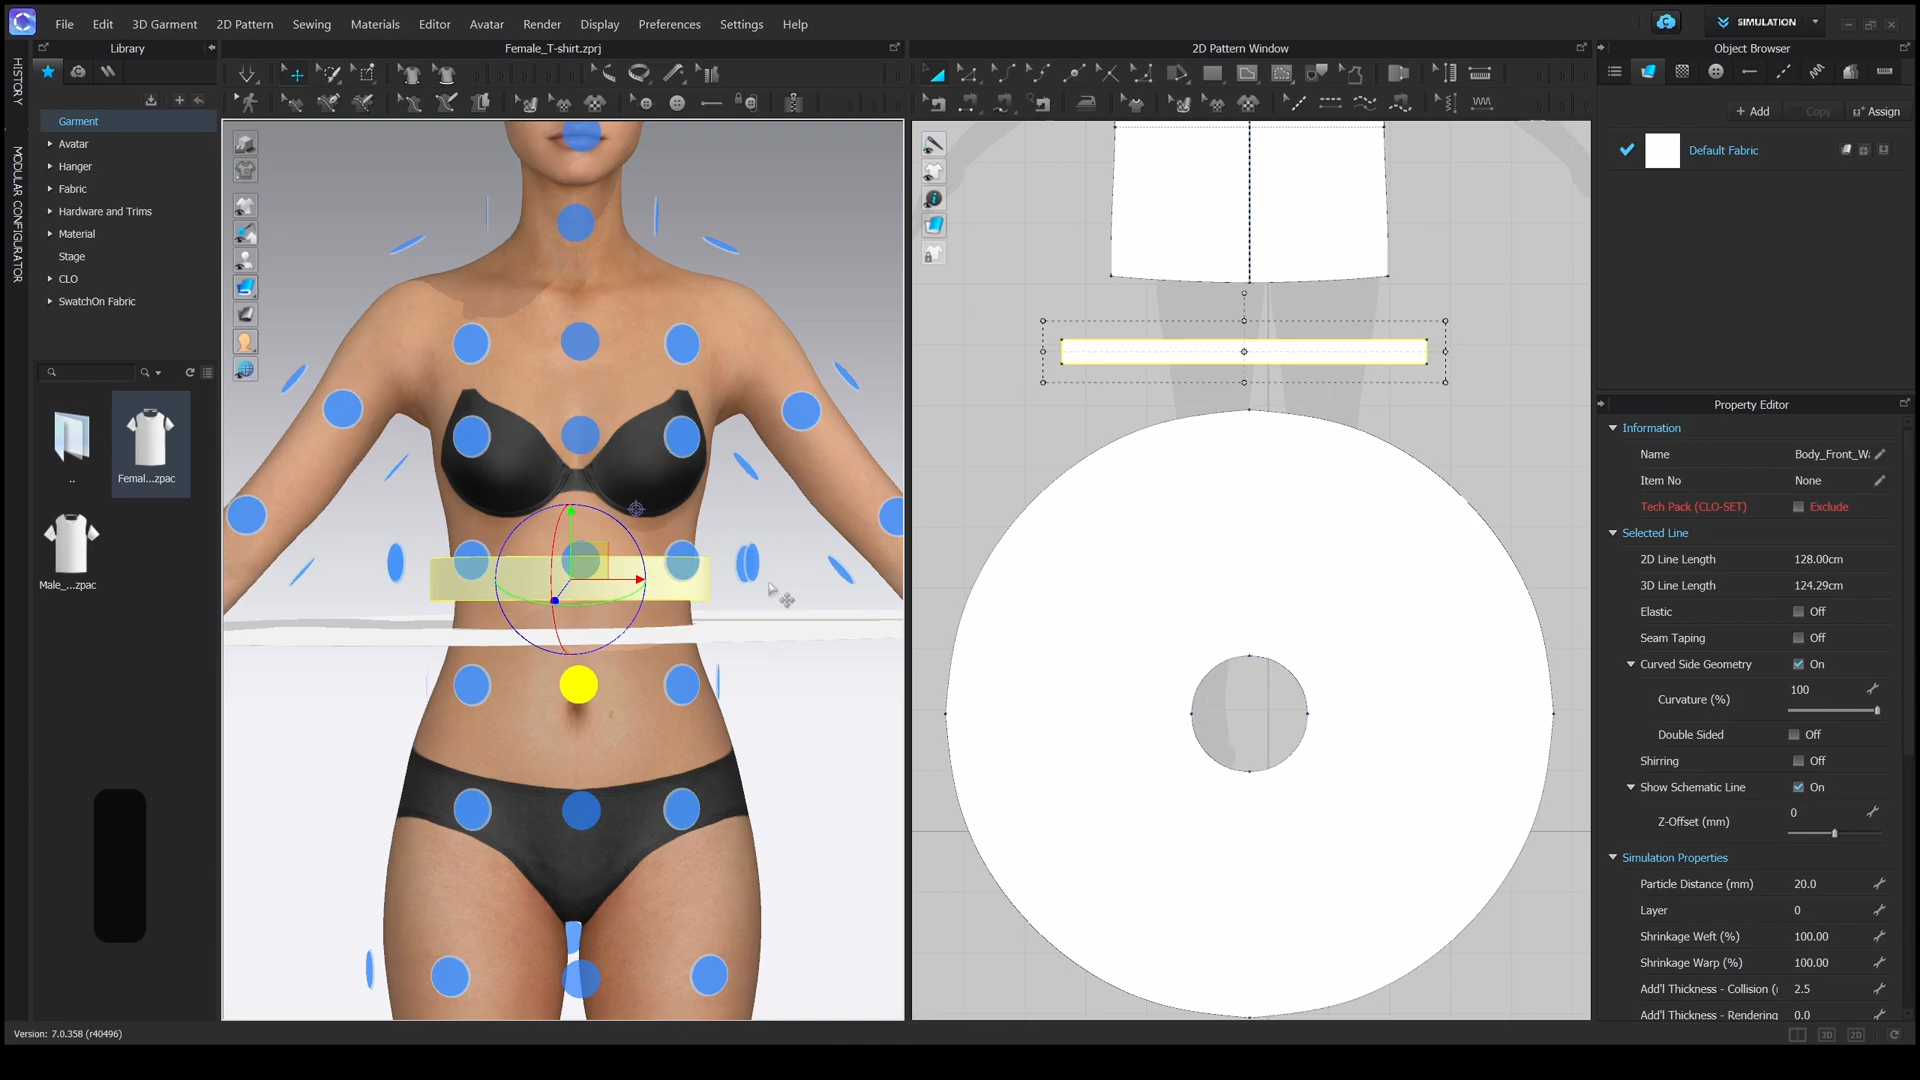 File Edit 3D Garment 2D Pattern Sewing Materials Editor Avatar Render Display Preferences Settings Help
SIMULATION
HISTORY
MODULAR CONFIGURATOR
Library
Garment
Avatar
Hanger
Fabric
Hardware and Trims
Material
Stage
CLO
SwatchOn Fabric
..
Femal...zpac
Male_...zpac
Female_T-shirt.zprj
2D Pattern Window
Object Browser
+ Add Copy Assign
Default Fabric
Property Editor
Information
Name Body_Front_Wa
Item No None
Tech Pack (CLO-SET) Exclude
Selected Line
2D Line Length 128.00cm
3D Line Length 124.29cm
Elastic Off
Seam Taping Off
Curved Side Geometry On
Curvature (%) 100
Double Sided Off
Shirring Off
Show Schematic Line On
Z-Offset (mm) 0
Simulation Properties
Particle Distance (mm) 20.0
Layer 0
Shrinkage Weft (%) 100.00
Shrinkage Warp (%) 100.00
Add'l Thickness - Collision ( 2.5
Add'l Thickness - Rendering 0.0
Version: 7.0.358 (r40496)
3D 2D